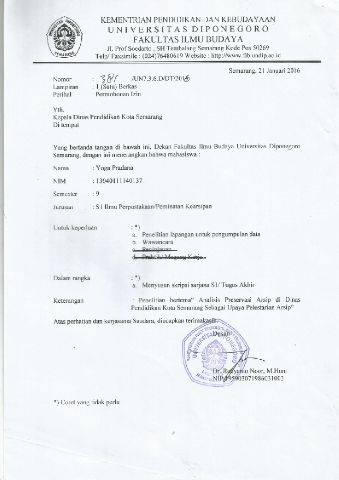 KEMENTERIAN PENDIDIKAN DAN KEBUDAYAAN
UNIVERSITAS DIPONEGORO
FAKULTAS ILMU BUDAYA
Jl. Prof Soedarto, SH Tembalang Semarang Kode Pos 50269
Telp/ Faksimile : (024)76480619 Website : http://www.fib.undip.ac.id
Semarang, 21 Januari 2016
Nomor : 381 /UN7.3.6.D/DT/2016
Lampiran : 1 (Satu) Berkas
Perihal : Permohonan Izin
Yth.
Kepala Dinas Pendidikan Kota Semarang
Di tempat
Yang bertanda tangan di bawah ini, Dekan Fakultas Ilmu Budaya Universitas Diponegoro
Semarang, dengan ini menerangkan bahwa mahasiswa :
Nama : Yoga Pradana
NIM : 13040111140137
Semester : 9
Jurusan : S1 Ilmu Perpustakaan/Peminatan Kearsipan
Untuk keperluan : *)
a. Penelitian lapangan untuk pengumpulan data
b. Wawancara
c.
d. Praktik/ Magang Kerja
Dalam rangka : *)
a. Menyusun skripsi sarjana S1/ Tugas Akhir
Keterangan : Penelitian bertema" Analisis Preservasi Arsip di Dinas
Pendidikan Kota Semarang Sebagai Upaya Pelestarian Arsip"
Atas perhatian dan kerjasama Saudara, diucapkan terimakasih.
Dekan
Dr. Redyanto Noor, M.Hum
NIP.195903071986031002
*) Coret yang tidak perlu